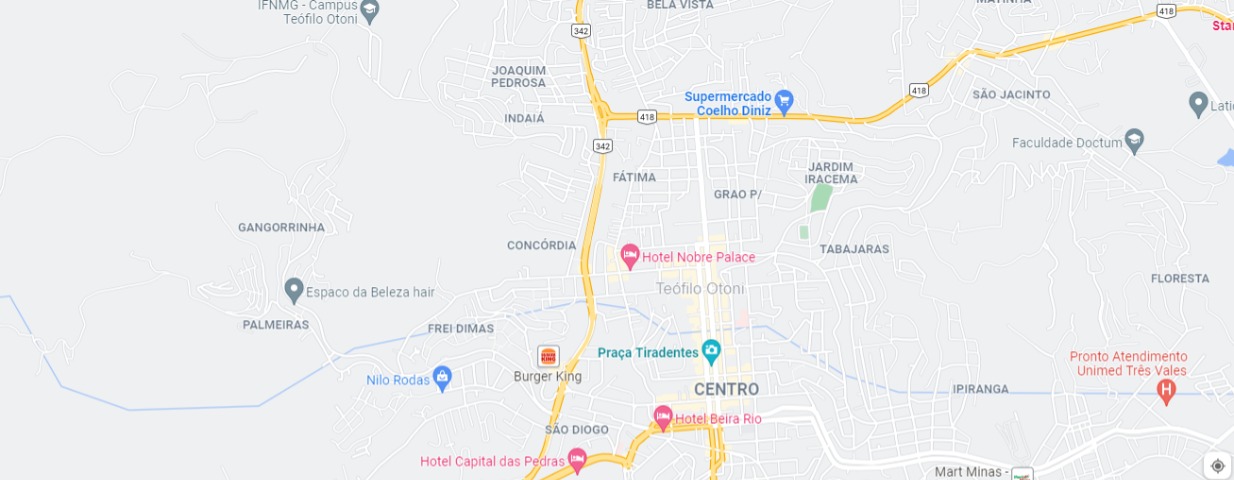 IFNMG - Campus
Teófilo Otoni
BELA VISTA
418
342
JOAQUIM
PEDROSA
418
SÃO JACINTO
Supermercado
Coelho Diniz
INDAIÁ
418
342
Faculdade Doctum
JARDIM
IRACEMA
FÁTIMA
GRAO P/
GANGORRINHA
CONCÓRDIA
TABAJARAS
Hotel Nobre Palace
FLORESTA
Espaco da Beleza hair
Teófilo Otoni
PALMEIRAS
FREI DIMAS
Praça Tiradentes
Pronto Atendimento
Unimed Três Vales
Burger King
Nilo Rodas
CENTRO
IPIRANGA
H
Hotel Beira Rio
SÃO DIOGO
Hotel Capital das Pedras
Mart Minas -